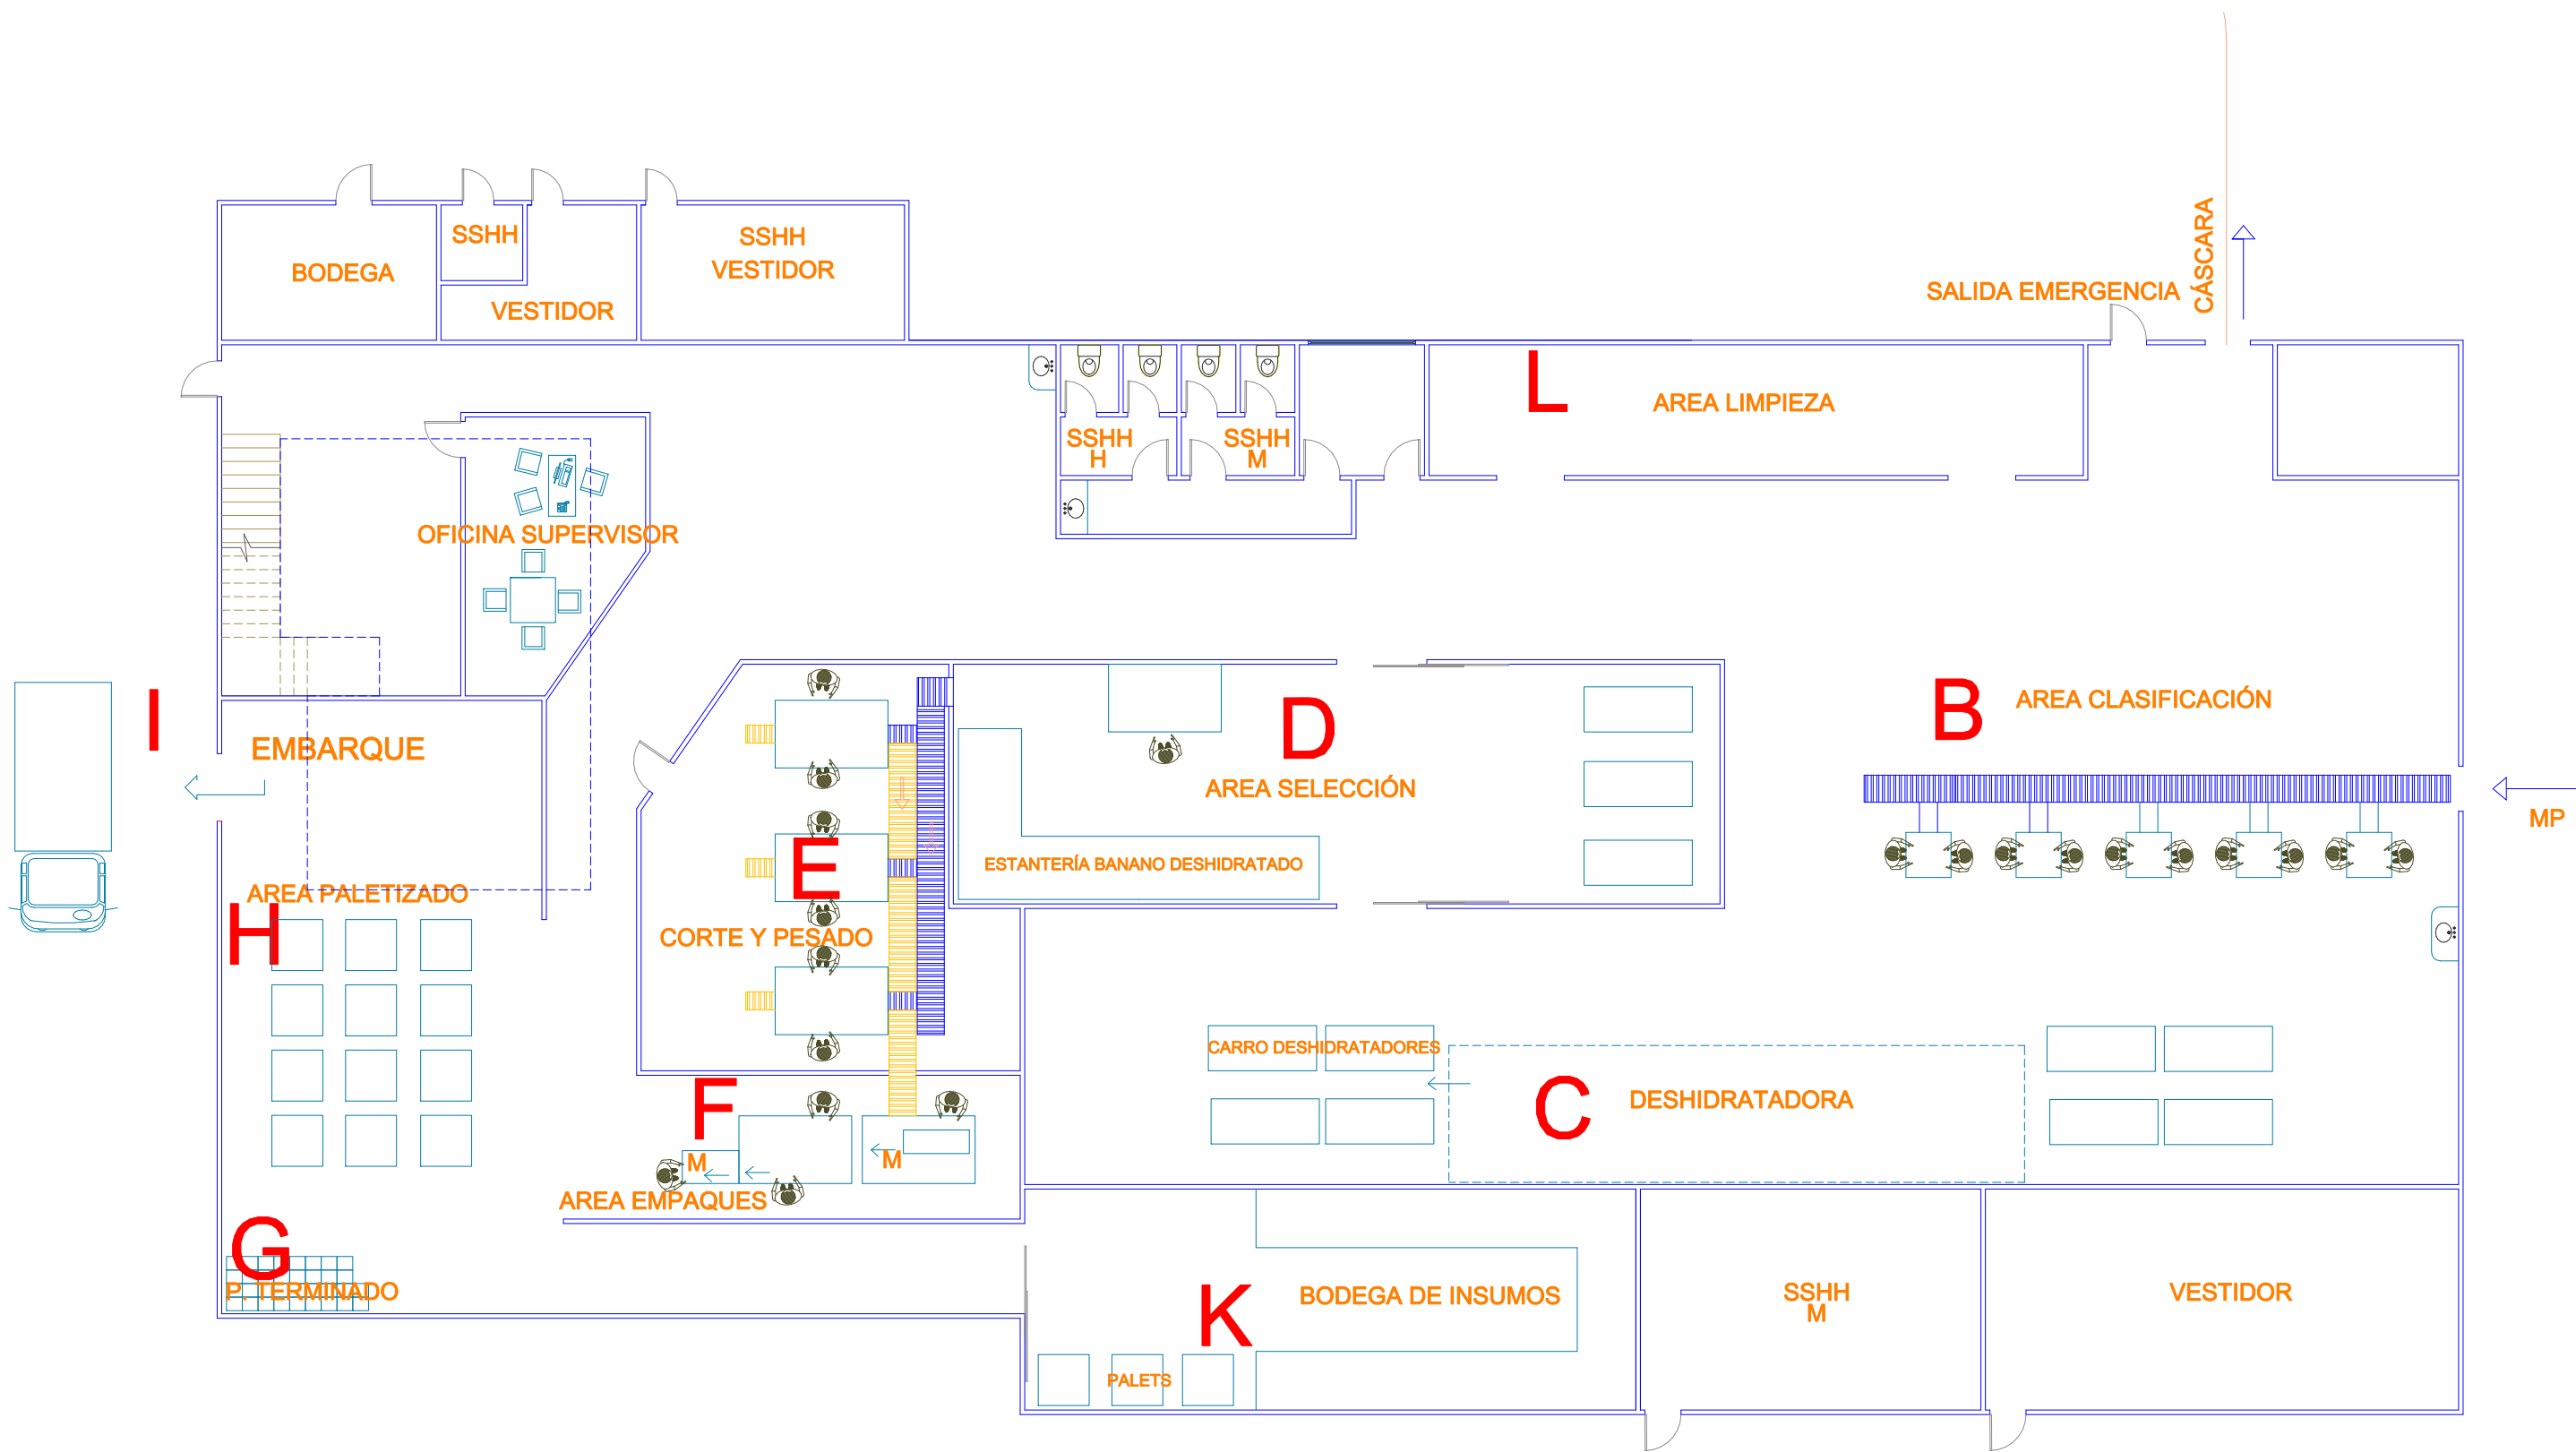 SSHH
SSHH
VESTIDOR
BODEGA
VESTIDOR
CÁSCARA
SALIDA EMERGENCIA
L
AREA LIMPIEZA
SSHH
H
SSHH
M
OFICINA SUPERVISOR
I
EMBARQUE
D
AREA SELECCIÓN
B
AREA CLASIFICACIÓN
MP
E
ESTANTERÍA BANANO DESHIDRATADO
AREA PALETIZADO
H
CORTE Y PESADO
CARRO DESHIDRATADORES
C
DESHIDRATADORA
F
M
M
AREA EMPAQUES
G
P. TERMINADO
K
BODEGA DE INSUMOS
PALETS
SSHH
M
VESTIDOR